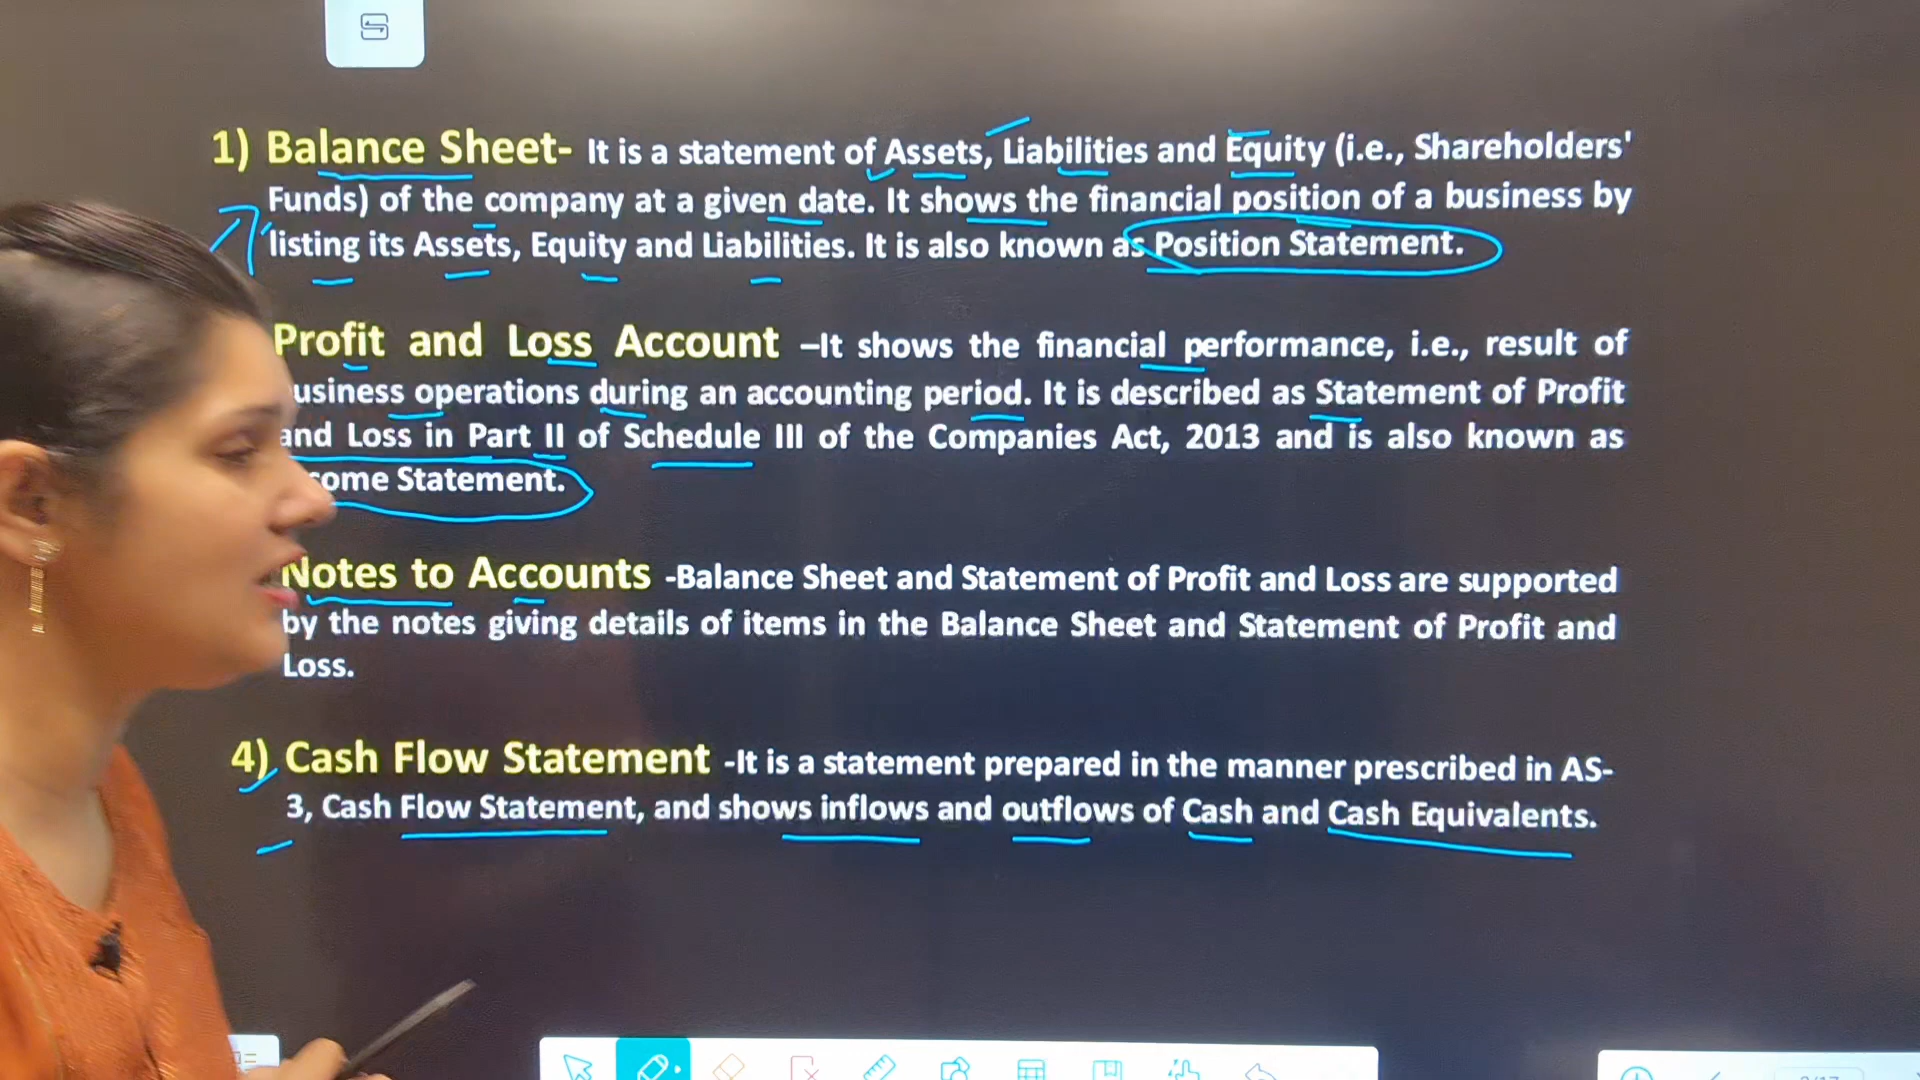 1) Balance Sheet- It is a statement of Assets, Liabilities and Equity (i.e., Shareholders'
Funds) of the company at a given date. It shows the financial position of a business by
listing its Assets, Equity and Liabilities. It is also known as Position Statement.
Profit and Loss Account –It shows the financial performance, i.e., result of
usiness operations during an accounting period. It is described as Statement of Profit
and Loss in Part II of Schedule III of the Companies Act, 2013 and is also known as
come Statement.
Notes to Accounts -Balance Sheet and Statement of Profit and Loss are supported
by the notes giving details of items in the Balance Sheet and Statement of Profit and
Loss.
4) Cash Flow Statement -It is a statement prepared in the manner prescribed in AS-
3, Cash Flow Statement, and shows inflows and outflows of Cash and Cash Equivalents.